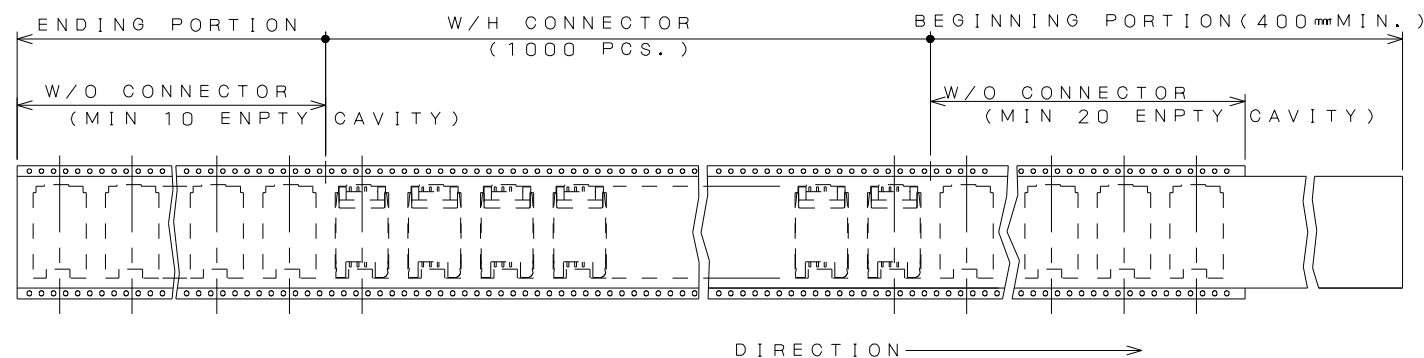 ENDING PORTION
W/H CONNECTOR
(1000 PCS.)
BEGINNING PORTION(400mmMIN.)
W/O CONNECTOR
(MIN 10 ENPTY CAVITY)
W/O CONNECTOR
(MIN 20 ENPTY CAVITY)
DIRECTION